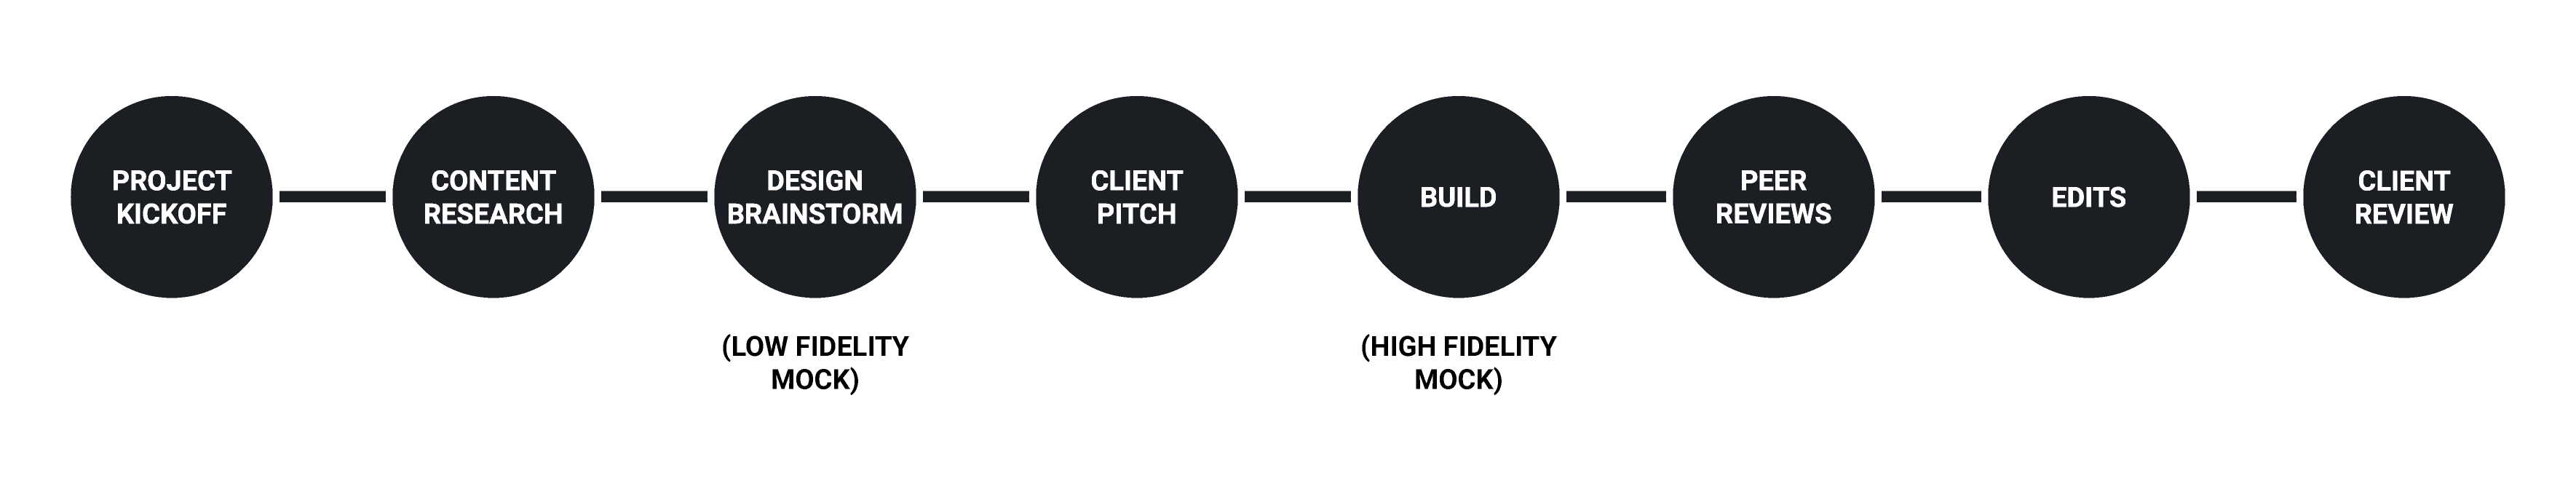 PROJECT
KICKOFF
CONTENT
RESEARCH
DESIGN
BRAINSTORM
(LOW FIDELITY
MOCK)
CLIENT
PITCH
BUILD
(HIGH FIDELITY
MOCK)
PEER
REVIEWS
EDITS
CLIENT
REVIEW